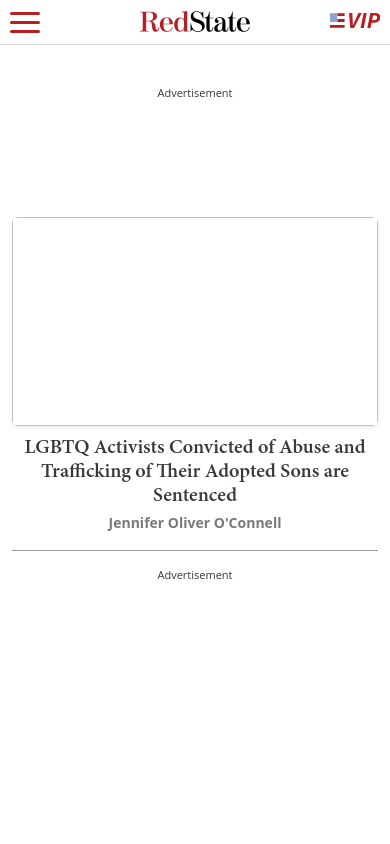 RedState
VIP
Advertisement
LGBTQ Activists Convicted of Abuse and
Trafficking of Their Adopted Sons are
Sentenced
Jennifer Oliver O'Connell
Advertisement